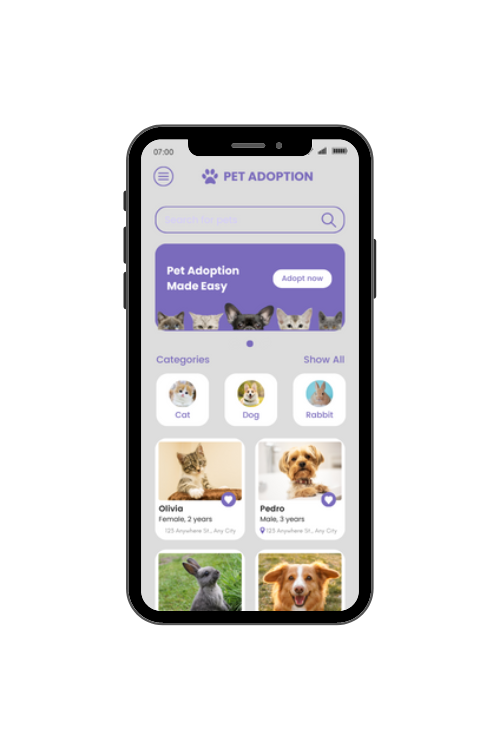 07:00
PET ADOPTION
Search for pets
Pet Adoption
Made Easy
Adopt now
Categories
Show All
Cat
Dog
Rabbit
Olivia
Female, 2 years
123 Anywhere St., Any City
Pedro
Male, 3 years
123 Anywhere St., Any City